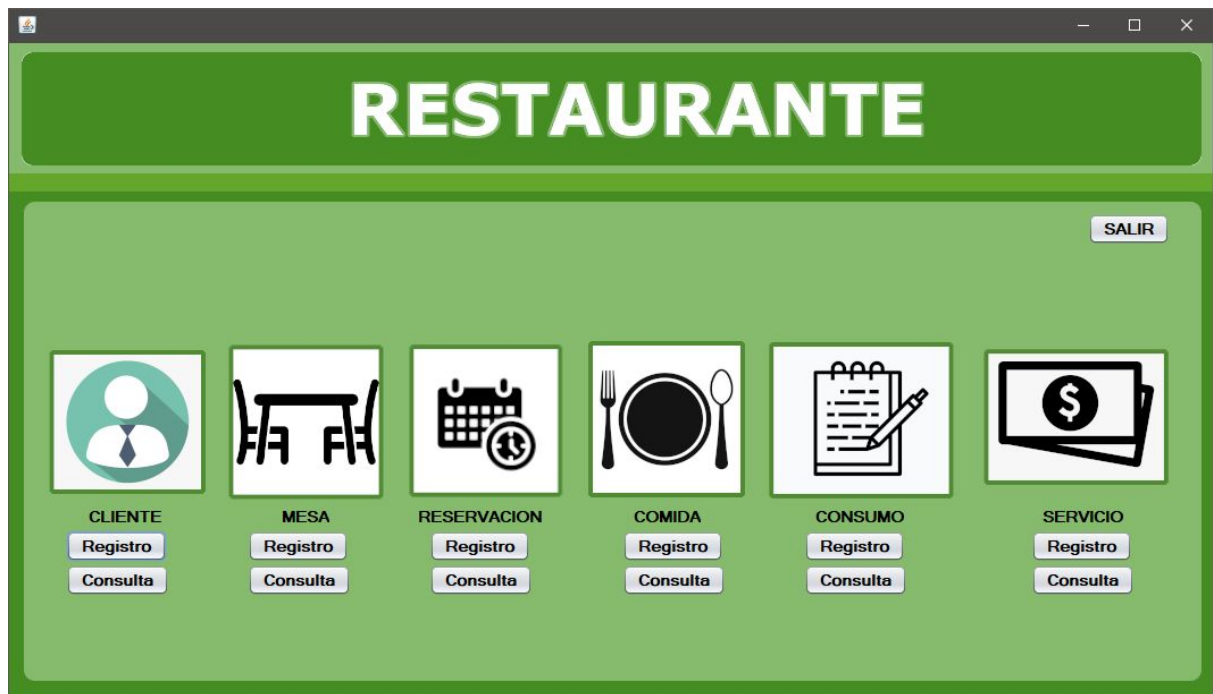 RESTAURANTE
SALIR
CLIENTE MESA RESERVACION COMIDA CONSUMO SERVICIO
Registro Registro Registro Registro Registro Registro
Consulta Consulta Consulta Consulta Consulta Consulta